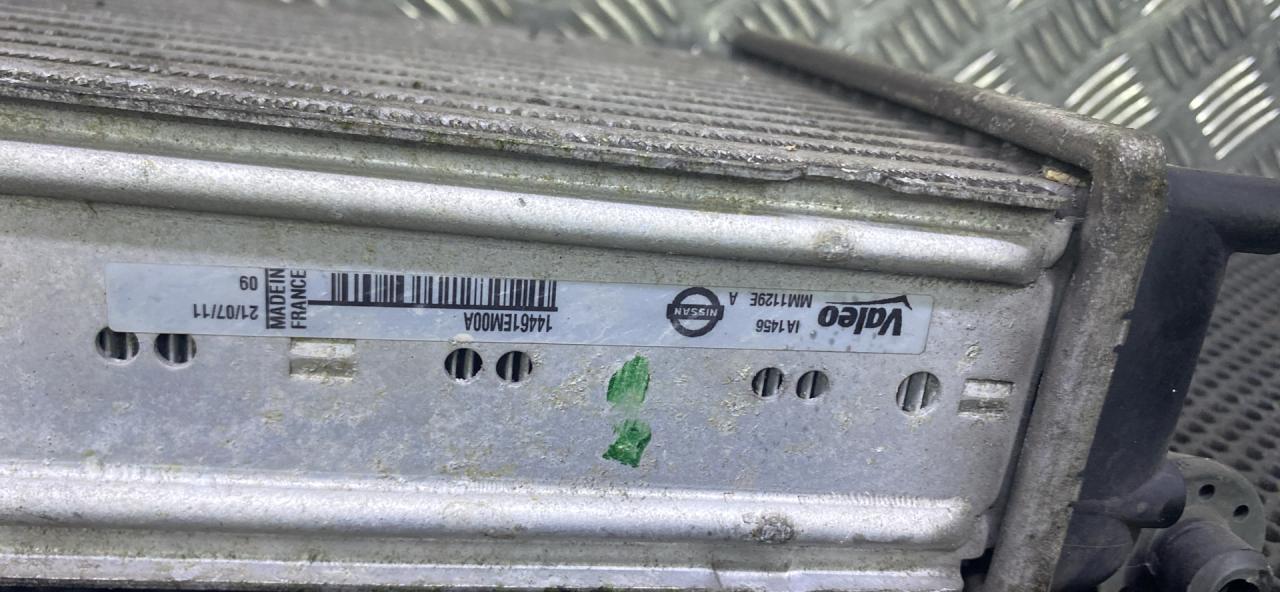 Valeo
IA1456
MM1129E A
NISSAN
14461EM00A
MADE IN
FRANCE
21/07/11
09